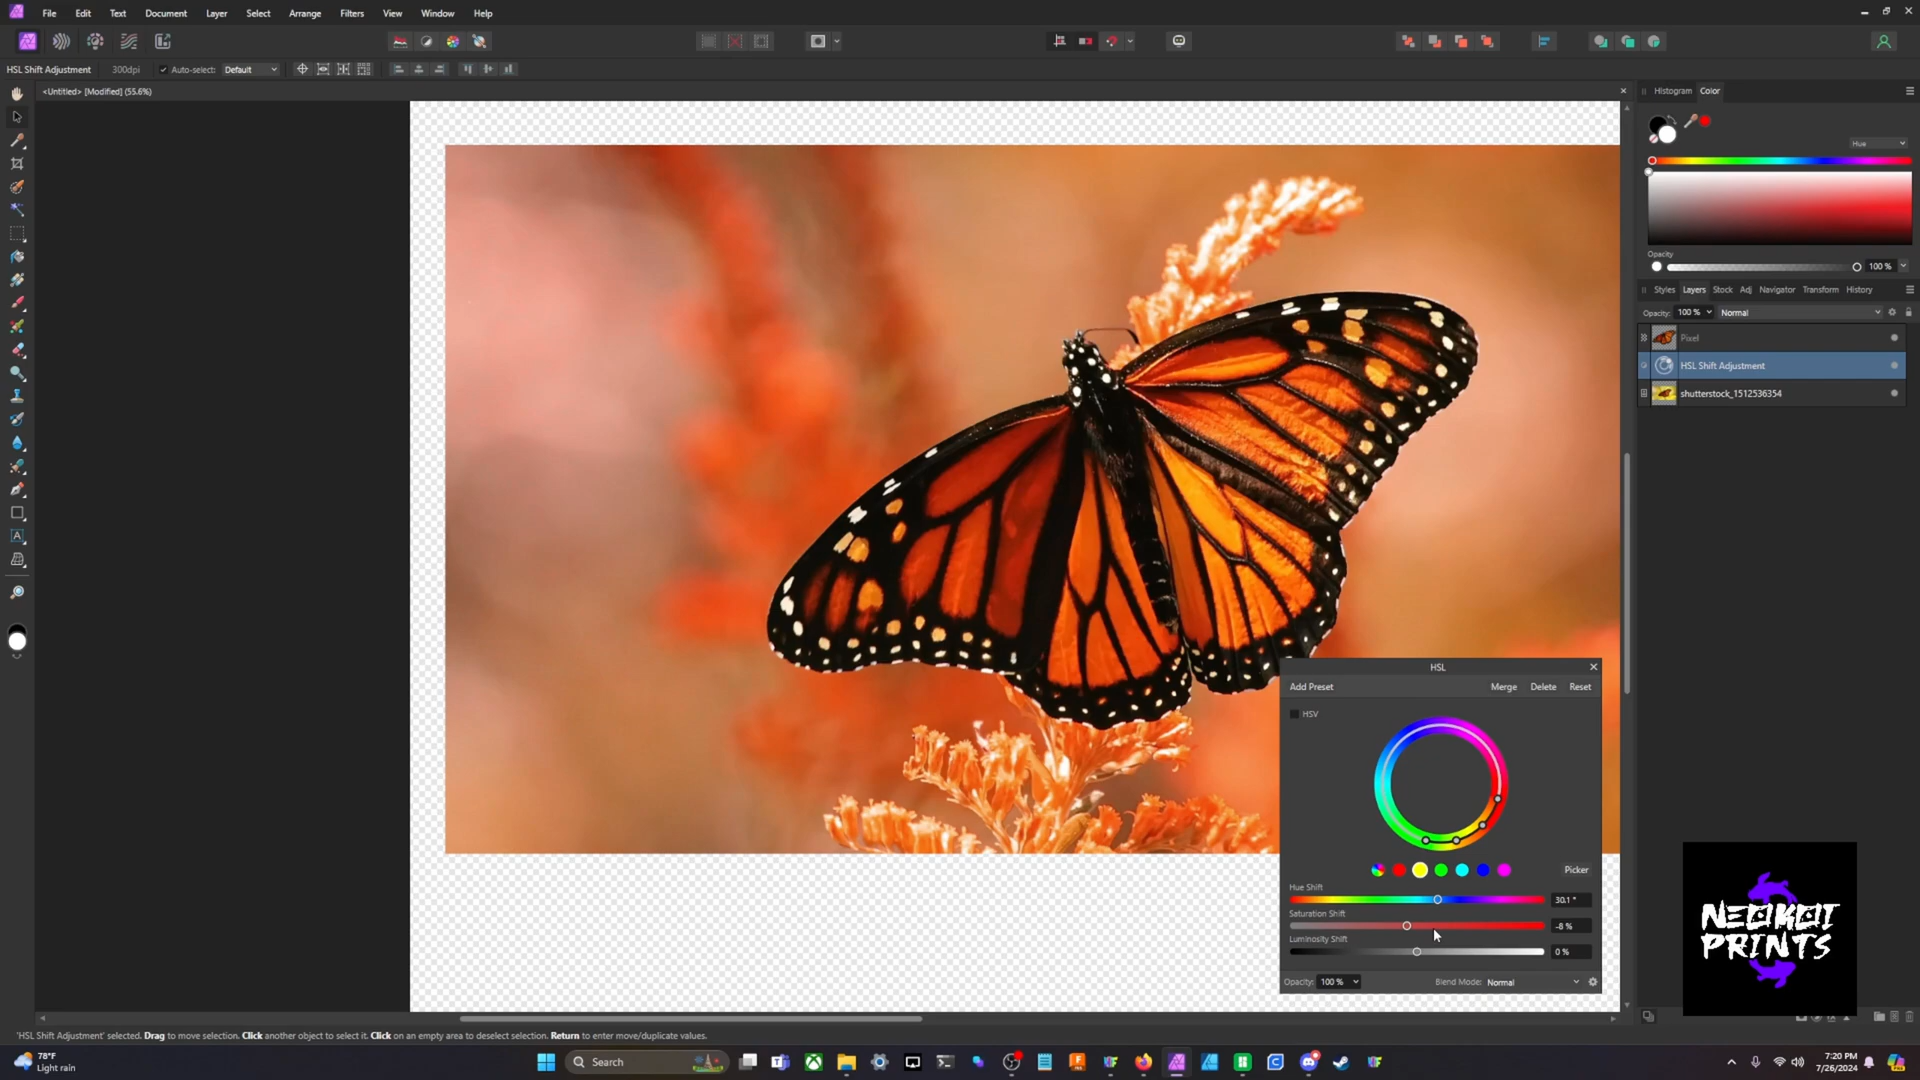 File Edit Text Document Layer Select Arrange Filters View Window Help
HSL Shift Adjustment 300dpi Auto-select: Default
<Untitled> [Modified] (55.6%)
Histogram Color
Hue
Opacity
100 %
Styles Layers Stock Adj Navigator Transform History
Opacity: 100 % Normal
Pixel
HSL Shift Adjustment
shutterstock_1512536354
HSL
Add Preset Merge Delete Reset
HSV
Picker
Hue Shift
30.1 °
Saturation Shift
-8 %
Luminosity Shift
0 %
Opacity: 100 % Blend Mode: Normal
NEOKOI
PRINTS
'HSL Shift Adjustment' selected. Drag to move selection. Click another object to select it. Click on an empty area to deselect selection. Return to enter move/duplicate values.
78°F
Light rain
Search
7:20 PM
7/26/2024